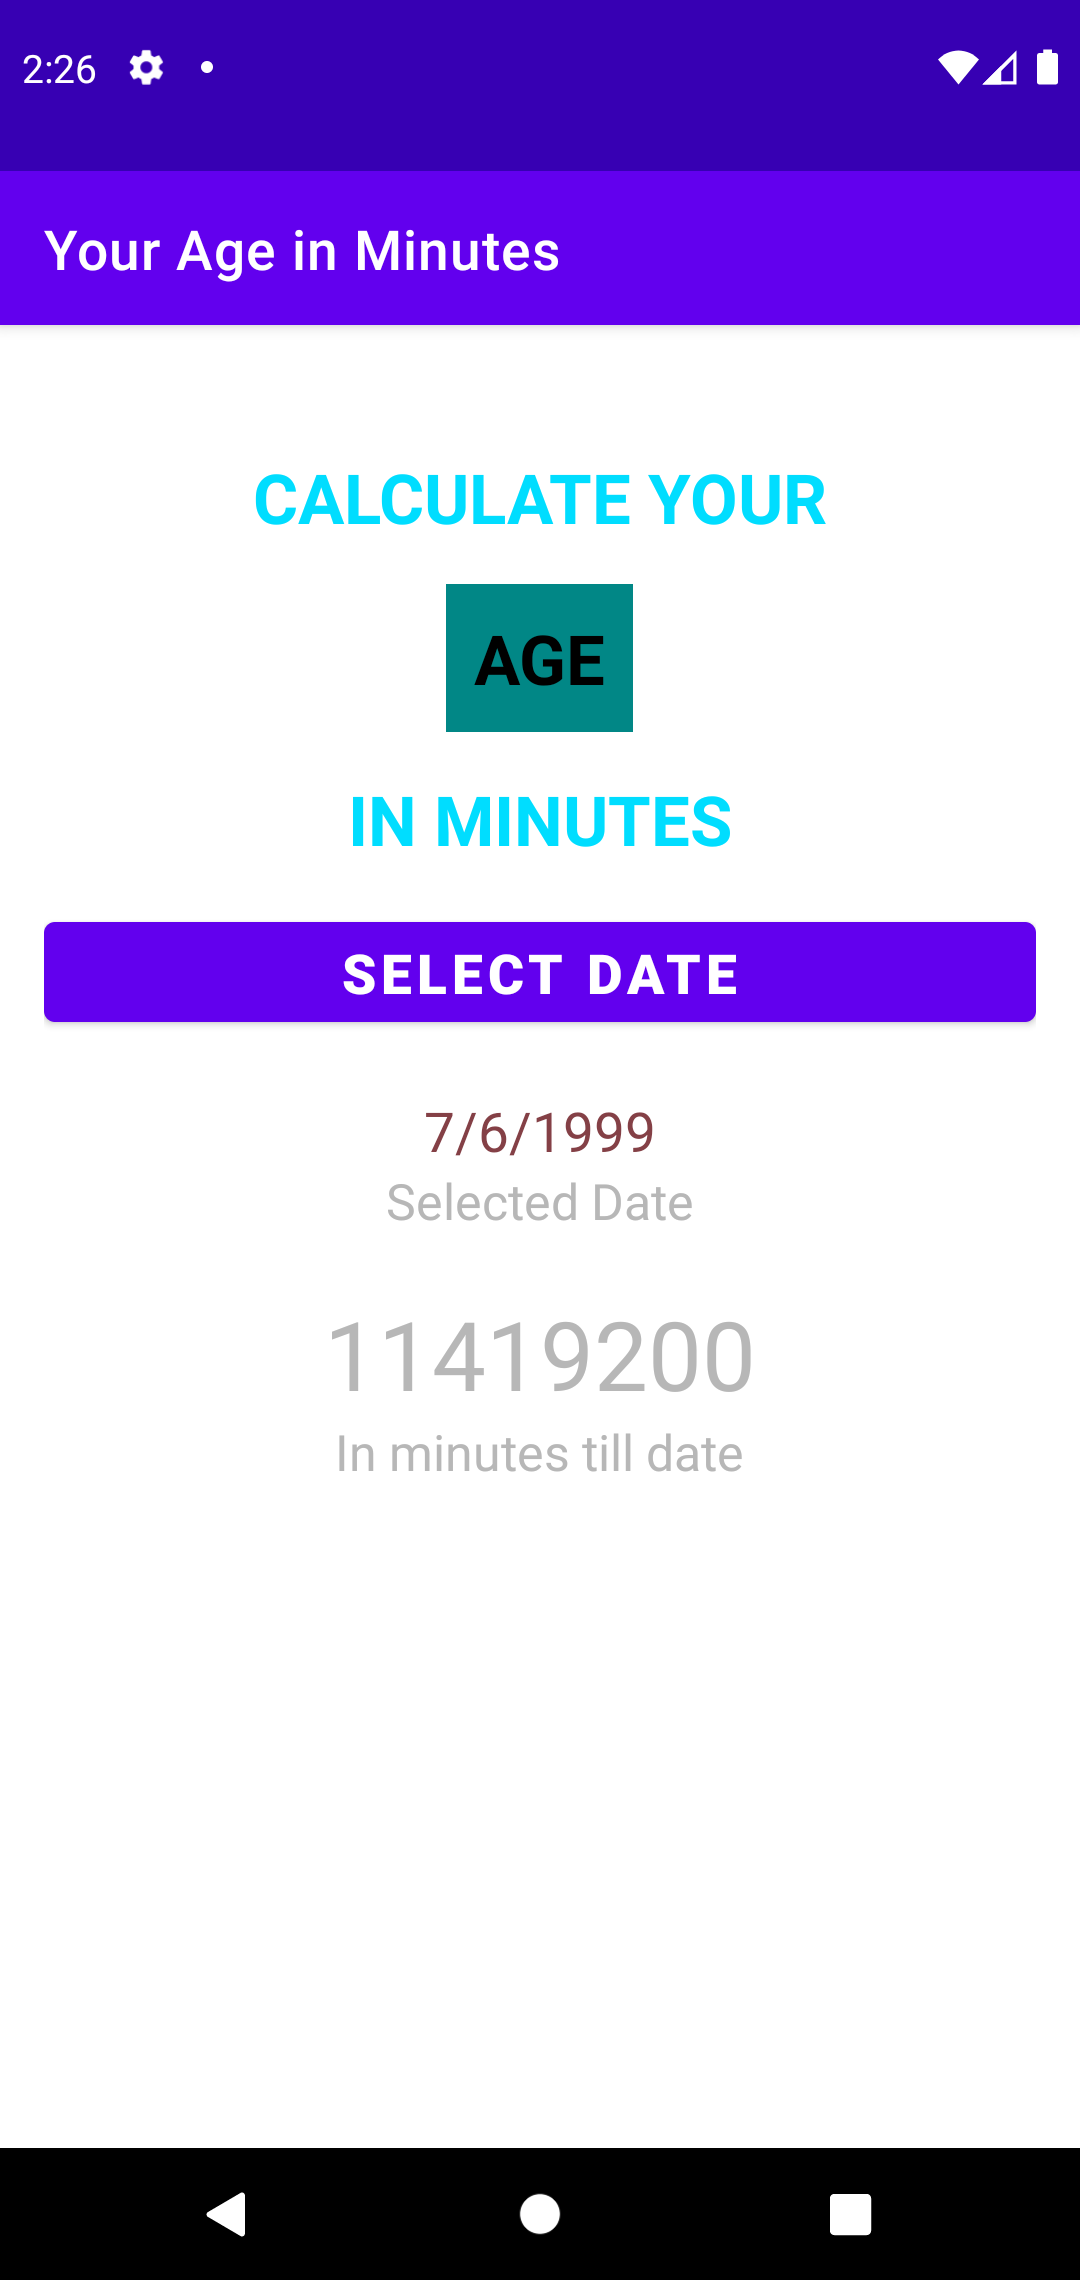 2:26
Your Age in Minutes
CALCULATE YOUR
AGE
IN MINUTES
SELECT DATE
7/6/1999
Selected Date
11419200
In minutes till date